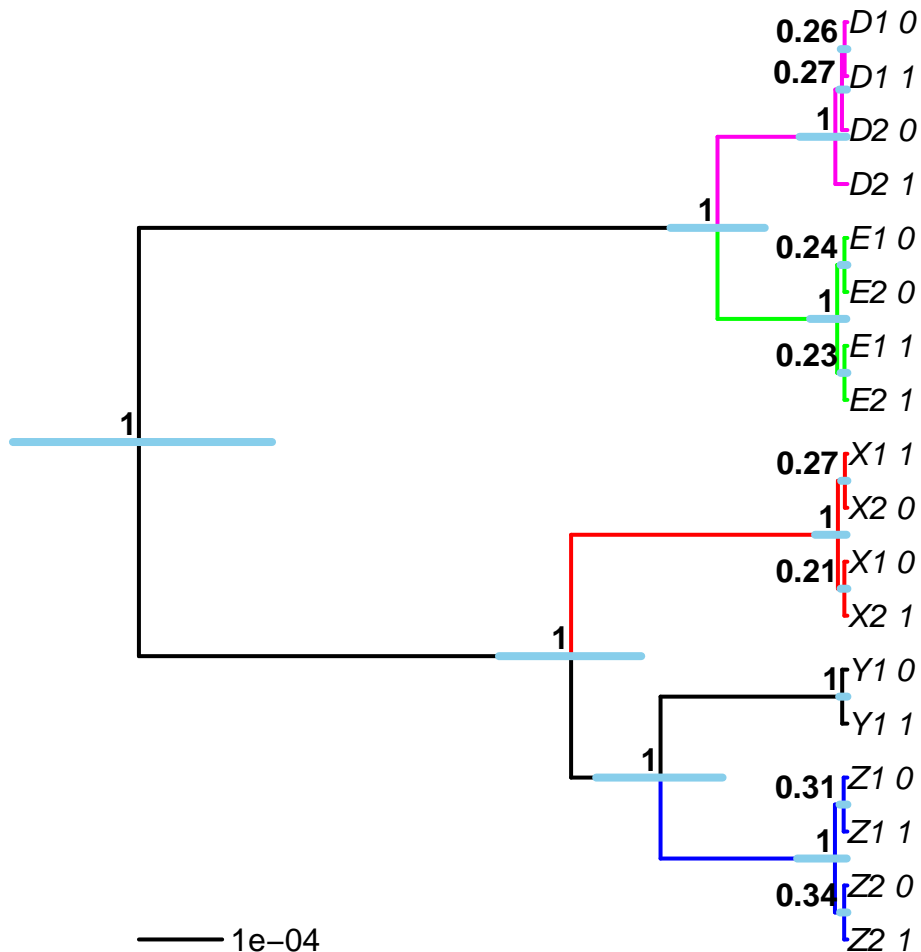 0.26
D1 0
0.27
D1 1
1
D2 0
D2 1
1
E1 0
0.24
E2 0
1
E1 1
0.23
E2 1
1
X1 1
0.27
X2 0
1
X1 0
0.21
X2 1
1
Y1 0
1
Y1 1
1
Z1 0
0.31
Z1 1
1
Z2 0
0.34
Z2 1
1e−04